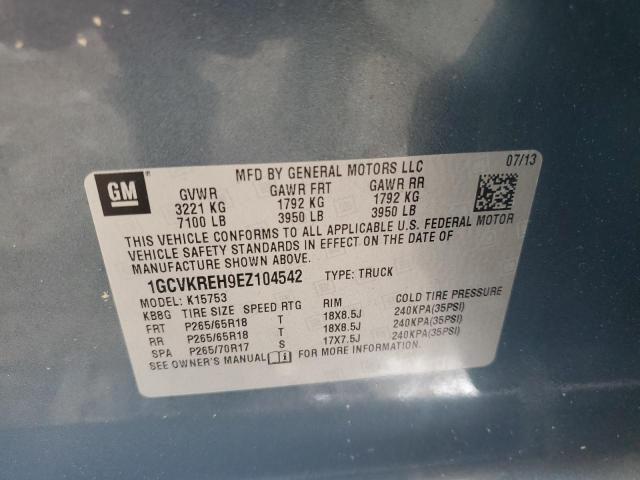 GM
MFD BY GENERAL MOTORS LLC
07/13
GVWR GAWR FRT GAWR RR
3221 KG 1792 KG 1792 KG
7100 LB 3950 LB 3950 LB
THIS VEHICLE CONFORMS TO ALL APPLICABLE U.S. FEDERAL MOTOR
VEHICLE SAFETY STANDARDS IN EFFECT ON THE DATE OF
MANUFACTURE SHOWN ABOVE.
1GCVKREH9EZ104542 TYPE: TRUCK
MODEL: K15753
KB8G TIRE SIZE SPEED RTG RIM COLD TIRE PRESSURE
FRT P265/65R18 T 18X8.5J 240KPA(35PSI)
RR P265/65R18 T 18X8.5J 240KPA(35PSI)
SPA P265/70R17 S 17X7.5J 240KPA(35PSI)
SEE OWNER'S MANUAL FOR MORE INFORMATION.